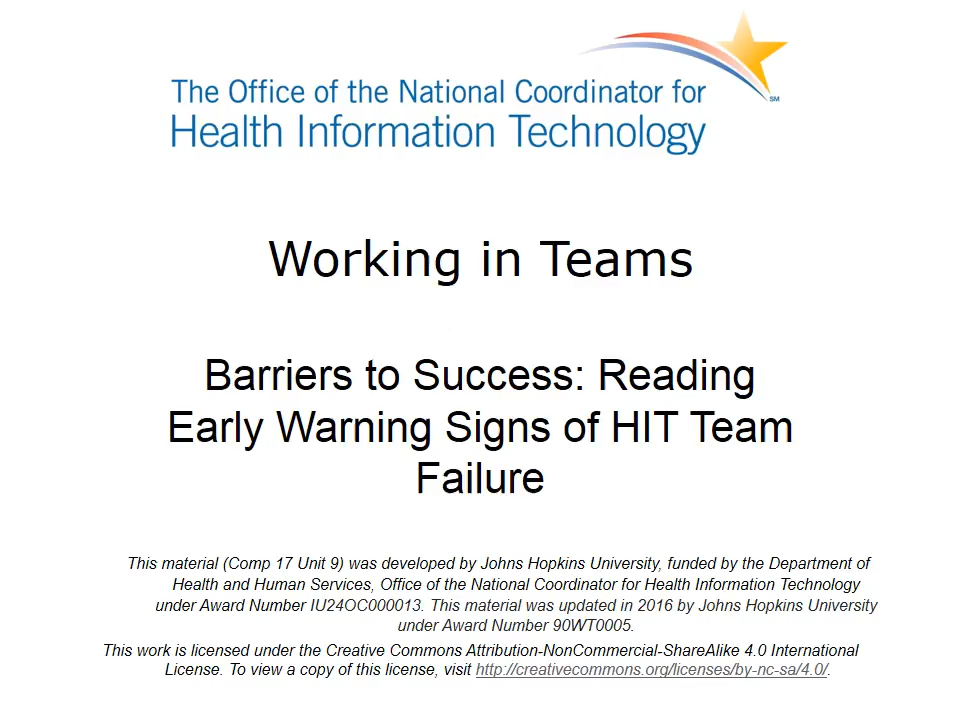 The Office of the National Coordinator for
Health Information Technology
SM
Working in Teams
Barriers to Success: Reading
Early Warning Signs of HIT Team
Failure
This material (Comp 17 Unit 9) was developed by Johns Hopkins University, funded by the Department of
Health and Human Services, Office of the National Coordinator for Health Information Technology
under Award Number IU24OC000013. This material was updated in 2016 by Johns Hopkins University
under Award Number 90WT0005.
This work is licensed under the Creative Commons Attribution-NonCommercial-ShareAlike 4.0 International
License. To view a copy of this license, visit http://creativecommons.org/licenses/by-nc-sa/4.0/.